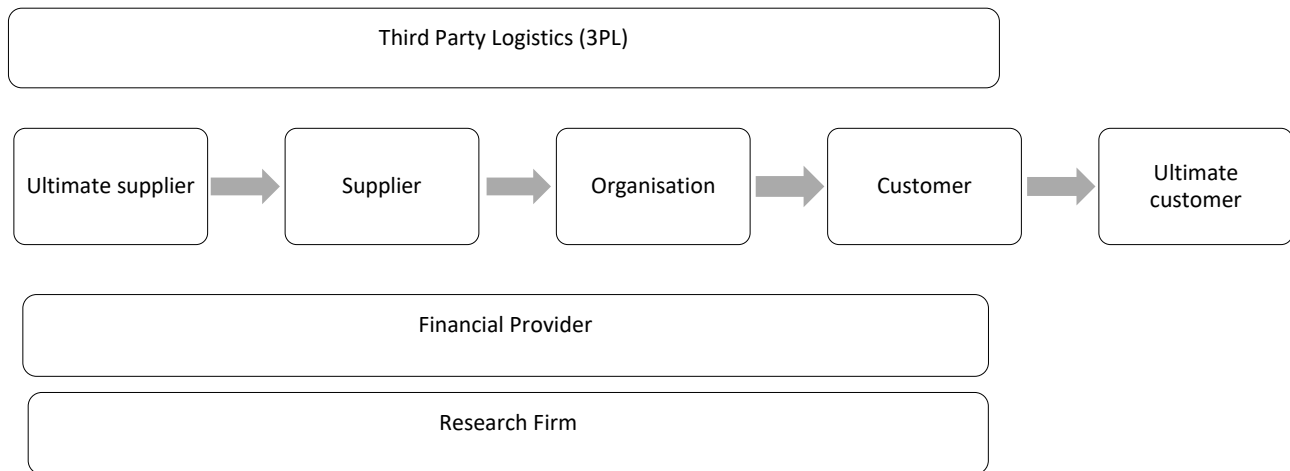 Third Party Logistics (3PL)
Ultimate supplier
Supplier
Organisation
Customer
Ultimate
customer
Financial Provider
Research Firm